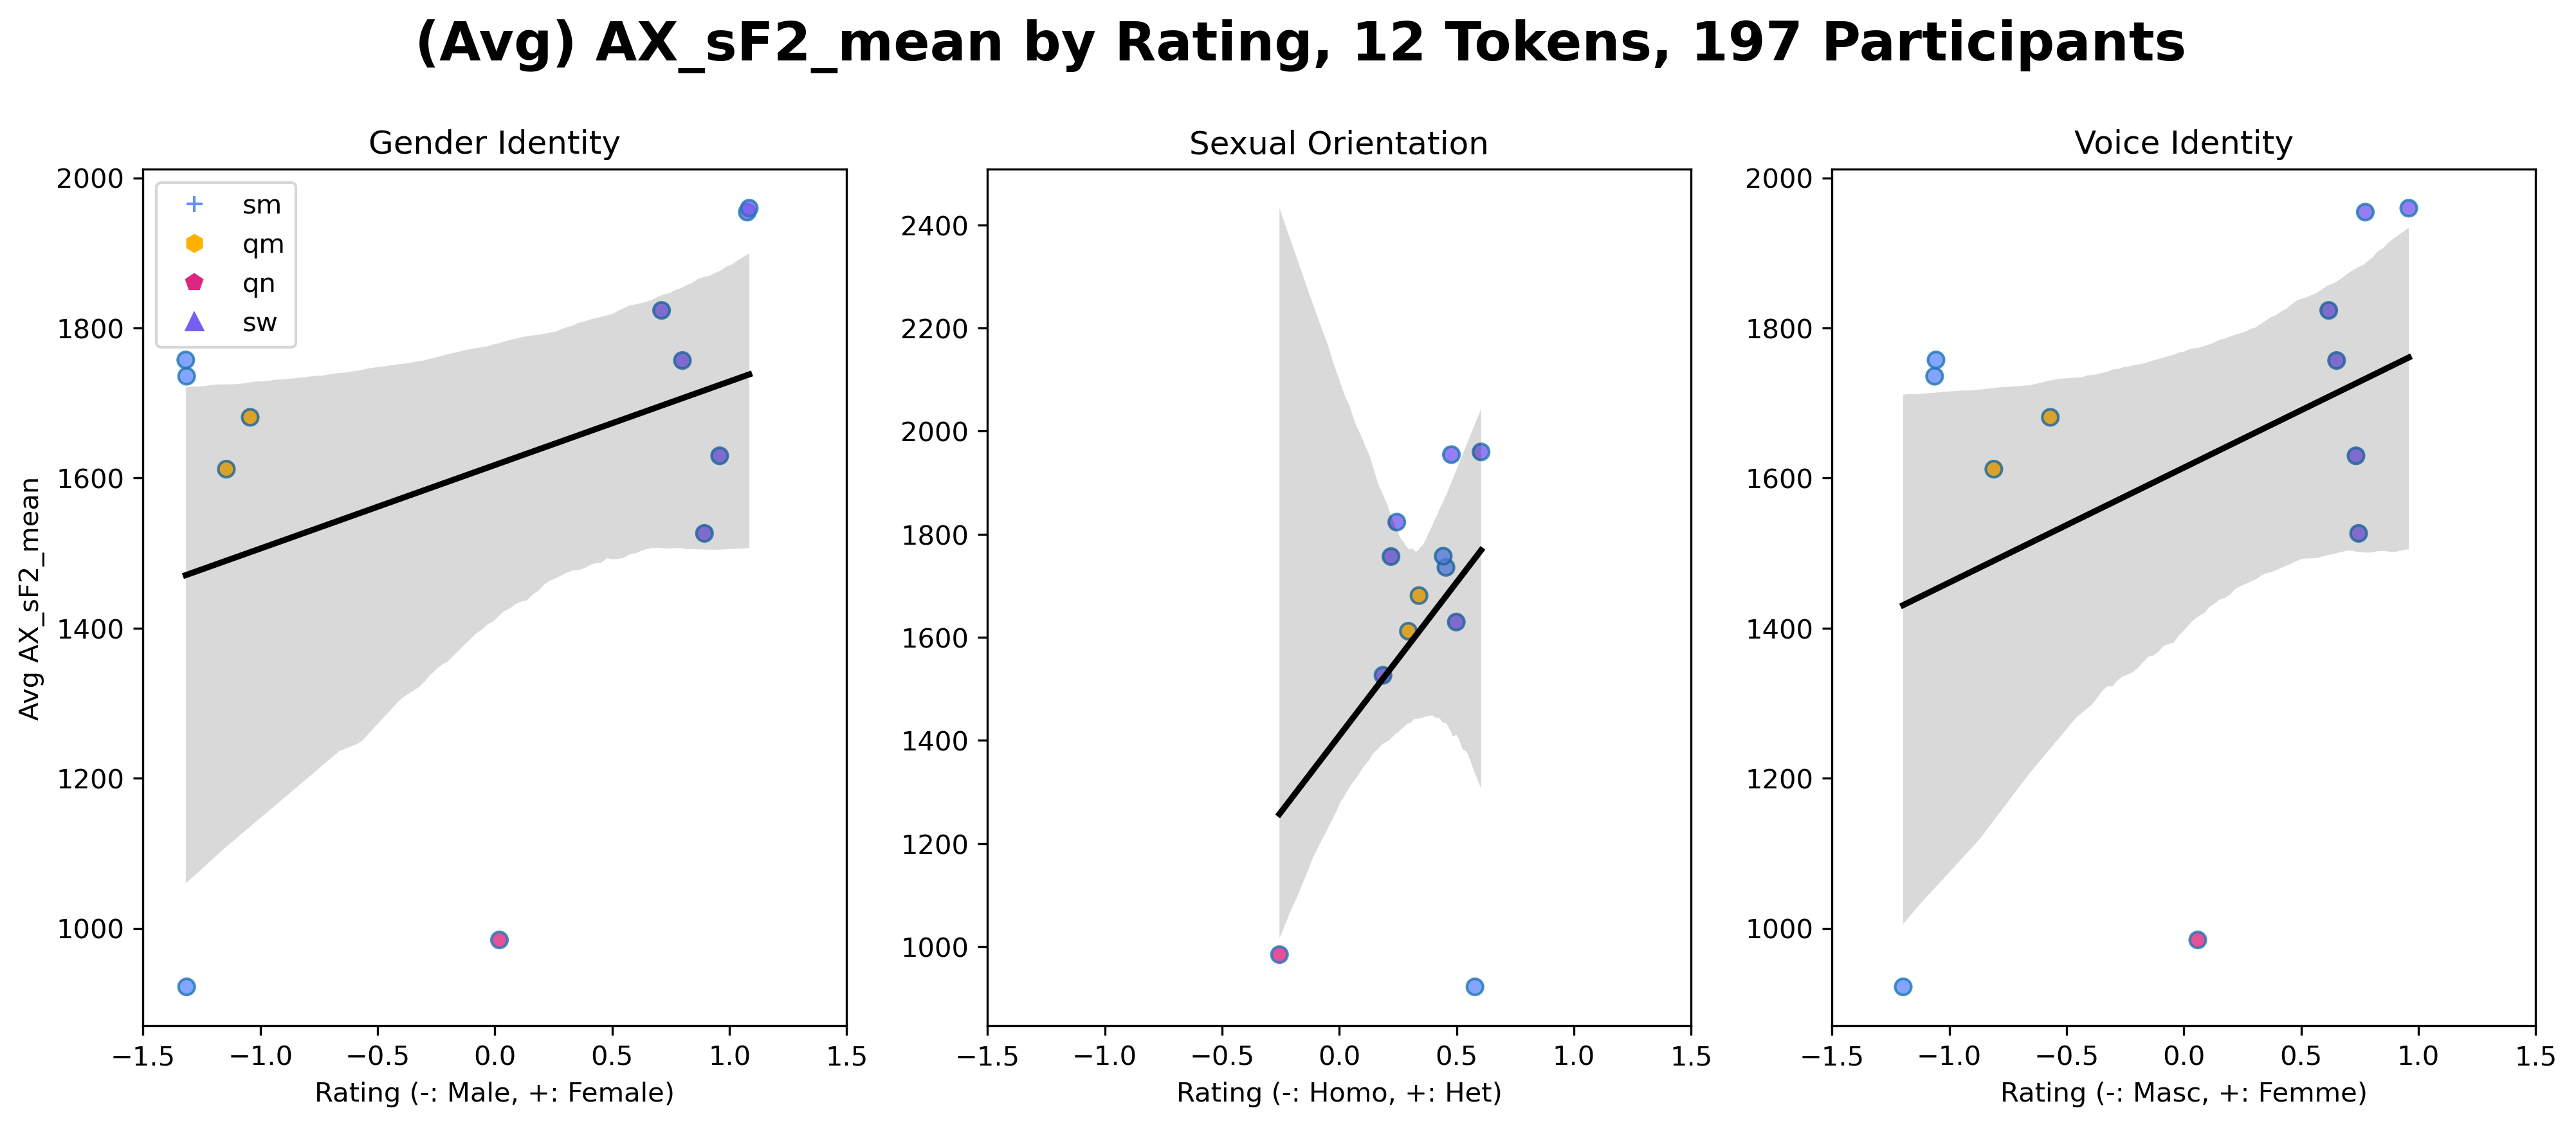 (Avg) AX_sF2_mean by Rating, 12 Tokens, 197 Participants
Gender Identity
Avg AX_sF2_mean
2000
1800
1600
1400
1200
1000
sm
qm
qn
sw
−1.5 −1.0 −0.5 0.0 0.5 1.0 1.5
Rating (-: Male, +: Female)
Sexual Orientation
2400
2200
2000
1800
1600
1400
1200
1000
−1.5 −1.0 −0.5 0.0 0.5 1.0 1.5
Rating (-: Homo, +: Het)
Voice Identity
2000
1800
1600
1400
1200
1000
−1.5 −1.0 −0.5 0.0 0.5 1.0 1.5
Rating (-: Masc, +: Femme)